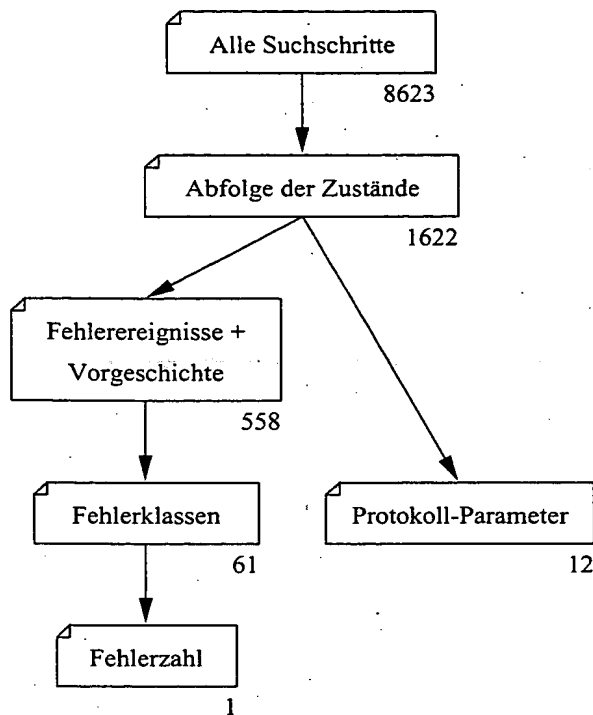 Alle Suchschritte
8623
Abfolge der Zustände
1622
Fehlerereignisse +
Vorgeschichte
558
Fehlerklassen
61
Protokoll-Parameter
12
Fehlerzahl
1